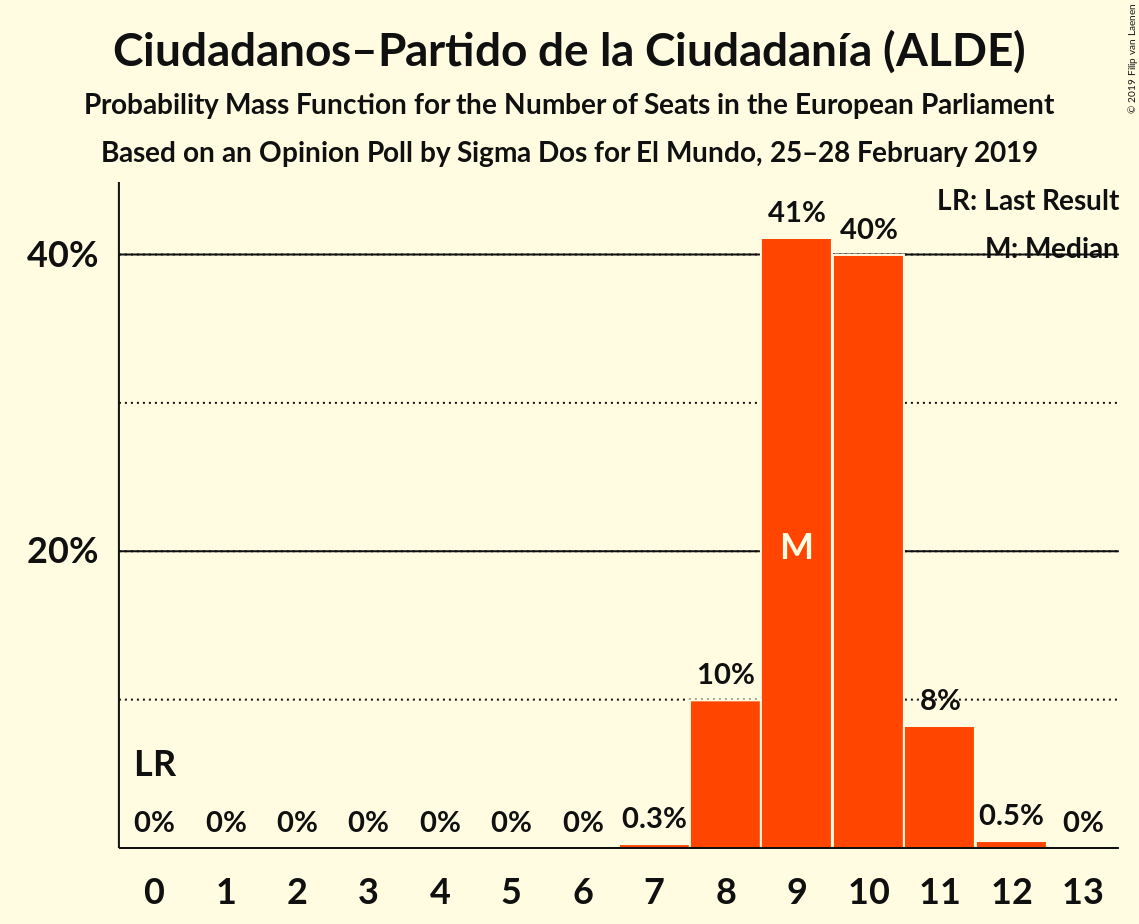 Ciudadanos–Partido de la Ciudadanía (ALDE)
Probability Mass Function for the Number of Seats in the European Parliament
Based on an Opinion Poll by Sigma Dos for El Mundo, 25–28 February 2019
© 2019 Filip van Laenen
LR: Last Result
M: Median
41%
40%
40%
M
20%
10%
8%
LR
0% 0% 0% 0% 0% 0% 0% 0.3% 0.5% 0%
0 1 2 3 4 5 6 7 8 9 10 11 12 13